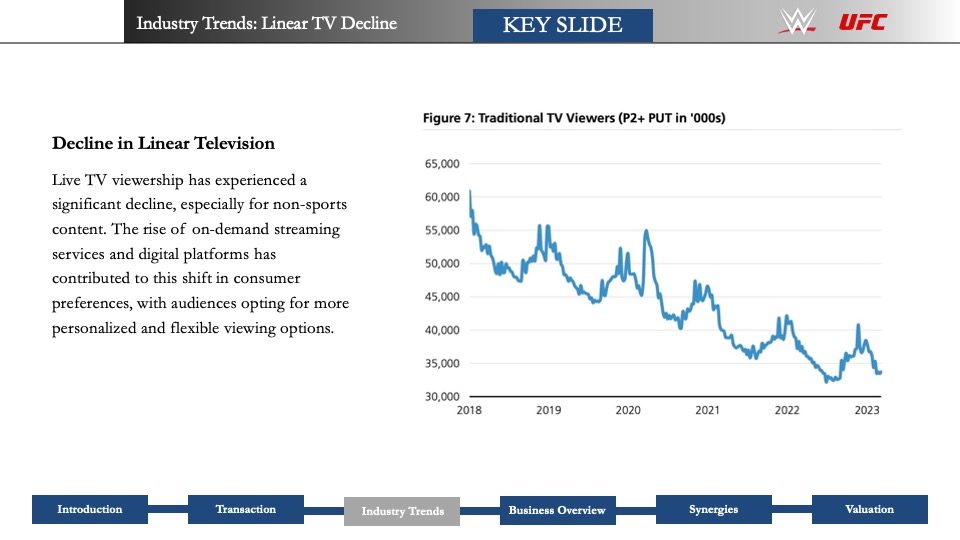 Industry Trends: Linear TV Decline
KEY SLIDE
W
UFC
Decline in Linear Television
Live TV viewership has experienced a
significant decline, especially for non-sports
content. The rise of on-demand streaming
services and digital platforms has
contributed to this shift in consumer
preferences, with audiences opting for more
personalized and flexible viewing options.
Figure 7: Traditional TV Viewers (P2+ PUT in '000s)
65,000
60,000
55,000
50,000
45,000
40,000
35,000
30,000
2018 2019 2020 2021 2022 2023
Introduction
Transaction
Industry Trends
Business Overview
Synergies
Valuation